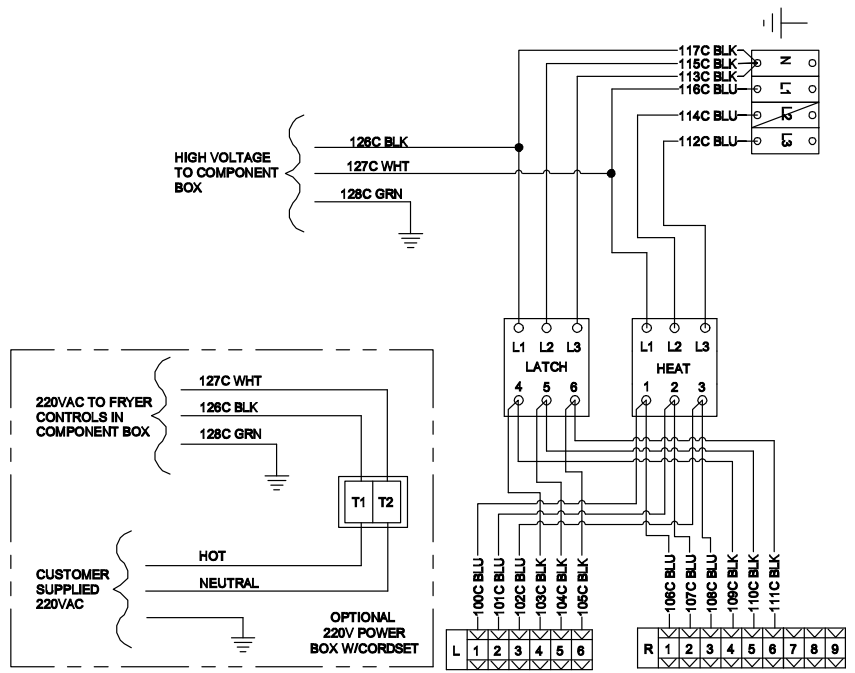 117C BLK
115C BLK
113C BLK
116C BLU
114C BLU
112C BLU
N
L1
L2
L3
126C BLK
127C WHT
128C GRN
HIGH VOLTAGE
TO COMPONENT
BOX
L1 L2 L3
LATCH
4 5 6
L1 L2 L3
HEAT
1 2 3
220VAC TO FRYER
CONTROLS IN
COMPONENT BOX
127C WHT
126C BLK
128C GRN
T1 T2
CUSTOMER
SUPPLIED
220VAC
HOT
NEUTRAL
OPTIONAL
220V POWER
BOX W/CORDSET
100C BLU
101C BLU
102C BLU
103C BLK
104C BLK
105C BLK
106C BLU
107C BLU
108C BLU
109C BLK
110C BLK
111C BLK
L 1 2 3 4 5 6
R 1 2 3 4 5 6 7 8 9